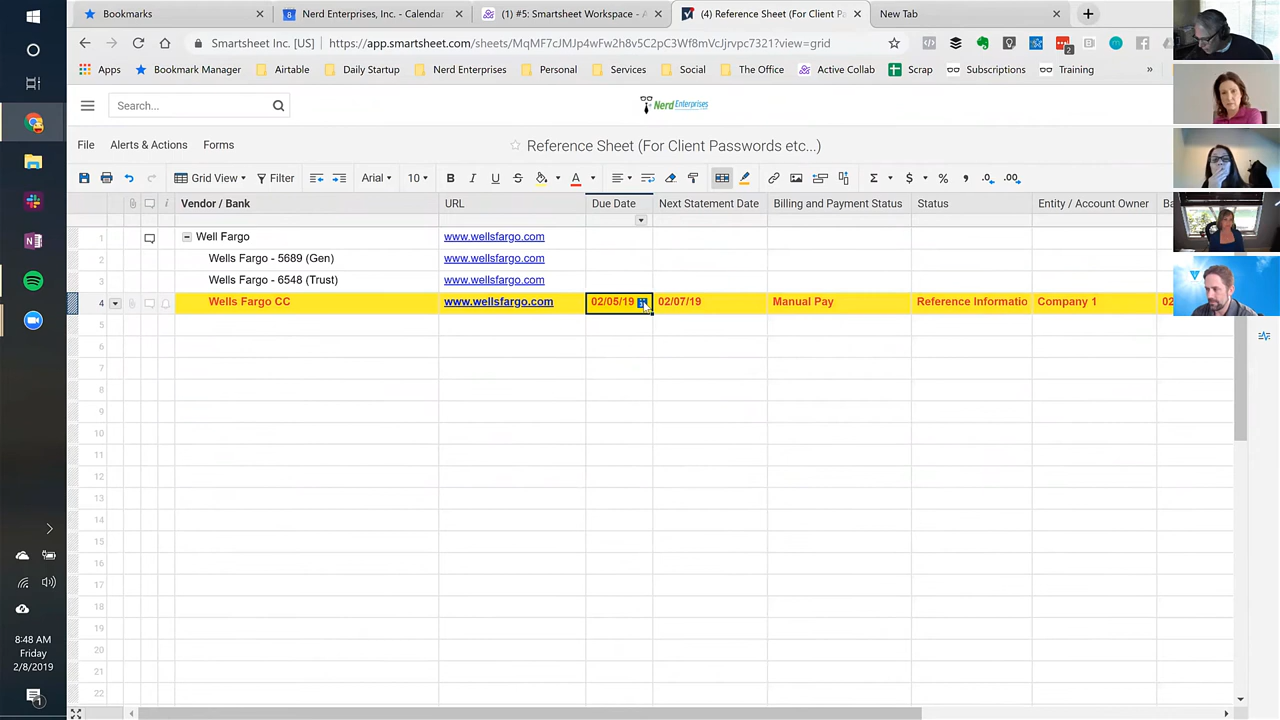 Bookmarks
Nerd Enterprises, Inc. - Calendar
(1) #5: Smartsheet Workspace - A
(4) Reference Sheet (For Client P
New Tab
Smartsheet Inc. [US]
https://app.smartsheet.com/sheets/MqMF7cJMJp4wFw2h8v5C2pC3Wf8mVcJjrvpc7321?view=grid
Apps
Bookmark Manager
Airtable
Daily Startup
Nerd Enterprises
Personal
Services
Social
The Office
Active Collab
Scrap
Subscriptions
Training
Search...
Nerd Enterprises
File
Alerts & Actions
Forms
Reference Sheet (For Client Passwords etc...)
Grid View
Filter
Arial
10
B I U S
Vendor / Bank URL Due Date Next Statement Date Billing and Payment Status Status Entity / Account Owner Ba
1 Well Fargo www.wellsfargo.com
2 Wells Fargo - 5689 (Gen) www.wellsfargo.com
3 Wells Fargo - 6548 (Trust) www.wellsfargo.com
4 Wells Fargo CC www.wellsfargo.com 02/05/19 02/07/19 Manual Pay Reference Informatio Company 1 02
5
6
7
8
9
10
11
12
13
14
15
16
17
18
19
20
21
22
8:48 AM
Friday
2/8/2019